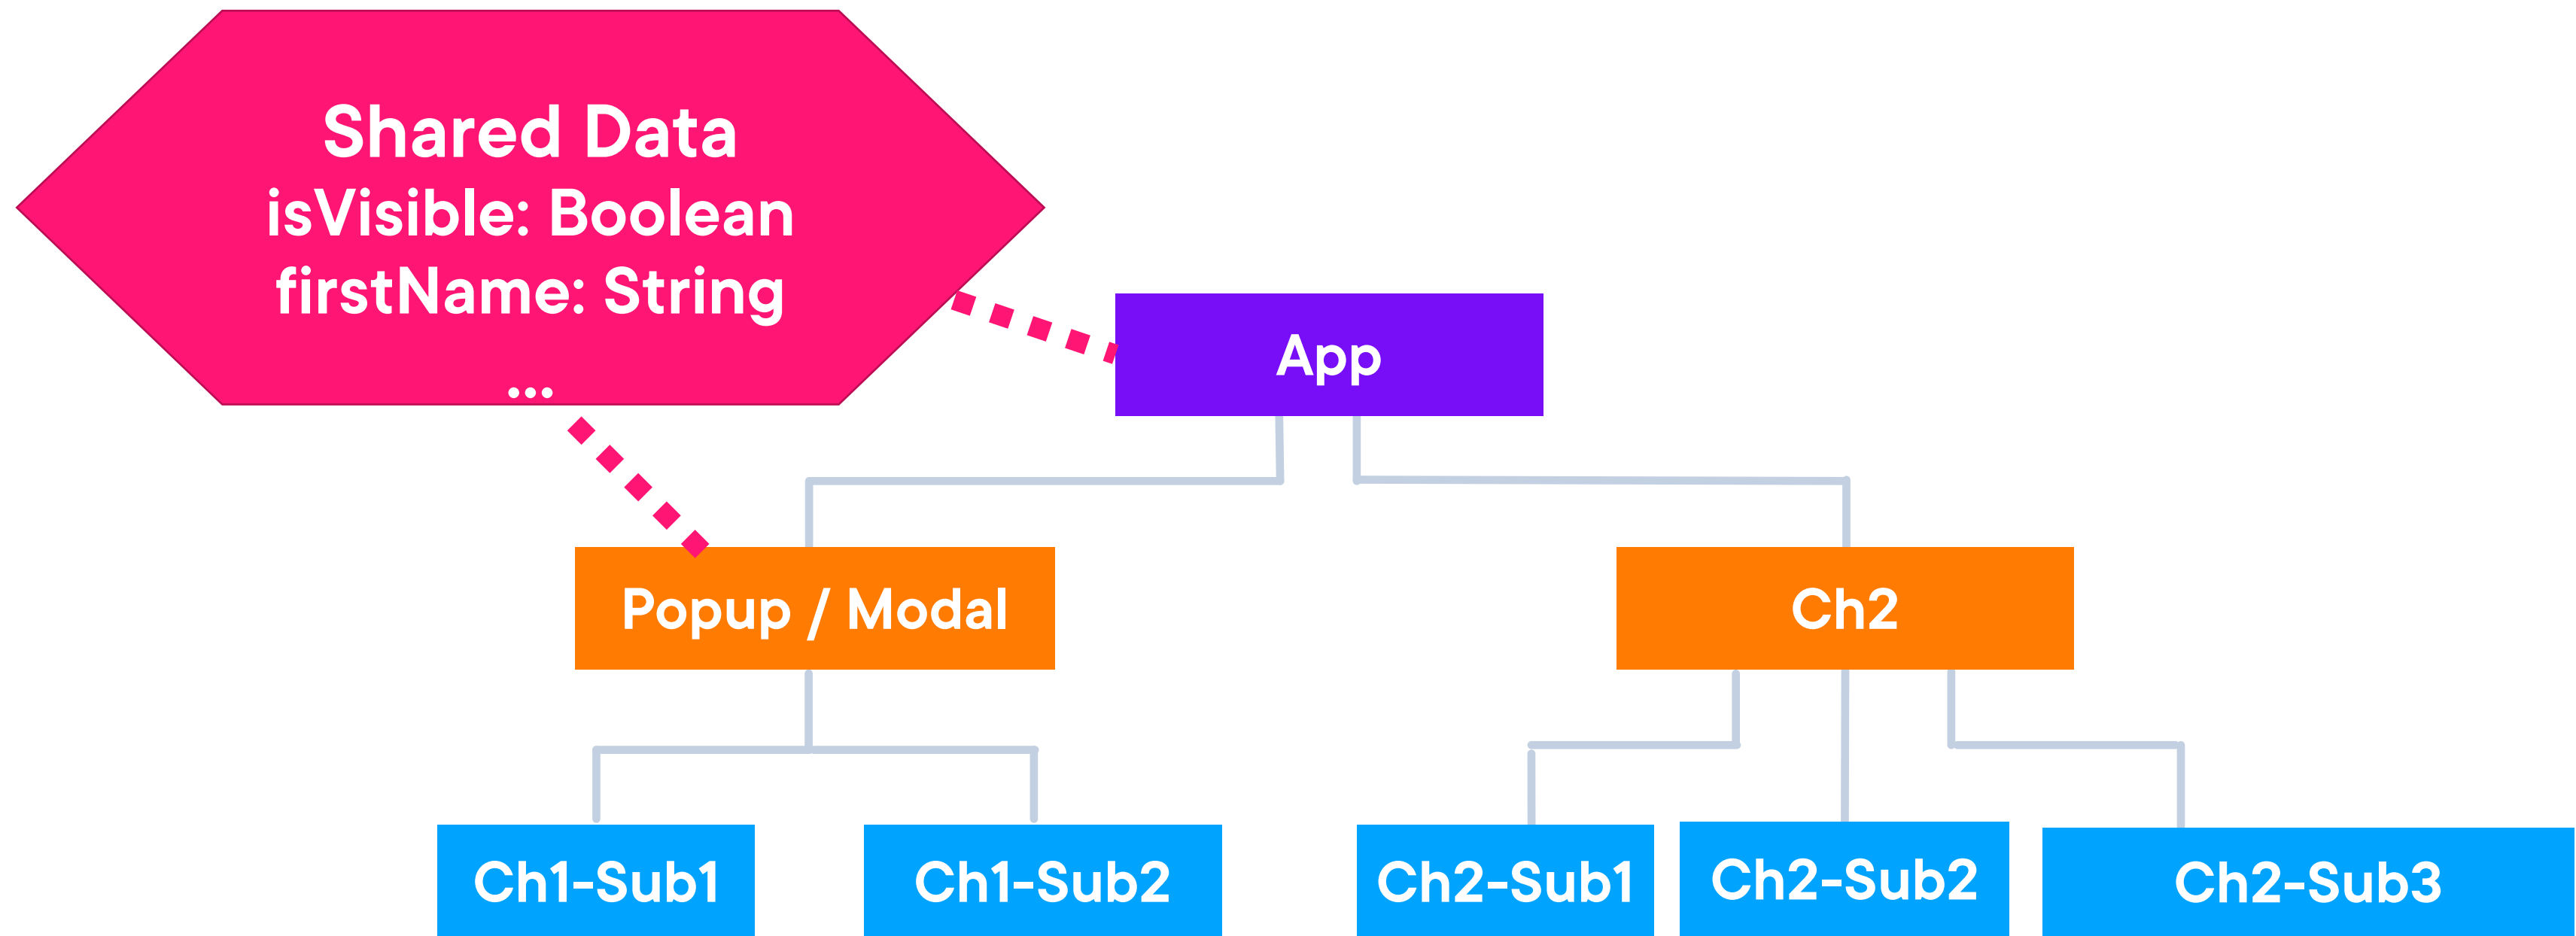 Shared Data
isVisible: Boolean
firstName: String
...
App
Popup / Modal
Ch2
Ch1-Sub1
Ch1-Sub2
Ch2-Sub1
Ch2-Sub2
Ch2-Sub3